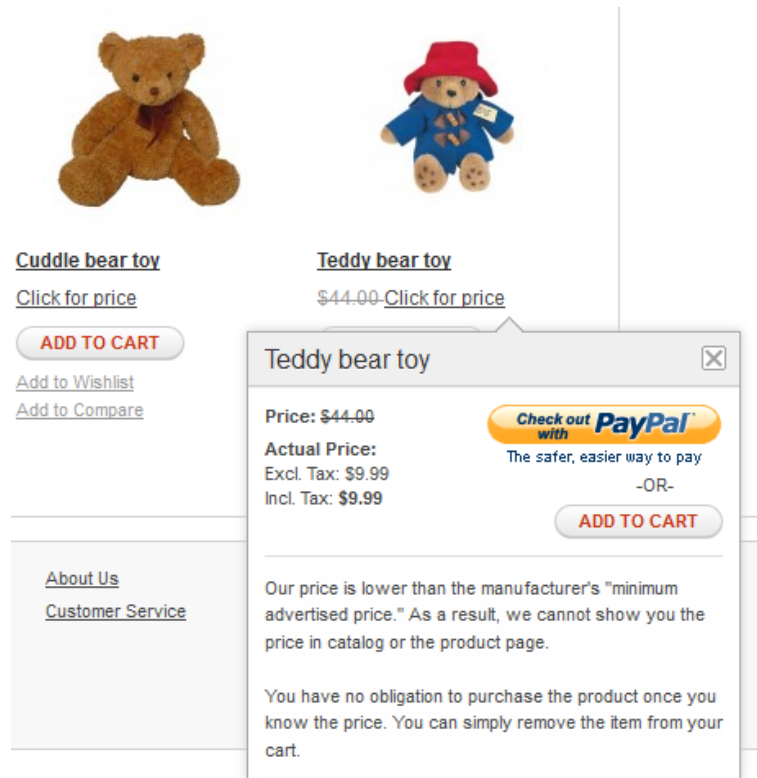 Cuddle bear toy
Click for price
ADD TO CART
Add to Wishlist
Add to Compare
Teddy bear toy
$44.00 Click for price
Teddy bear toy
Price: $44.00
Actual Price:
Excl. Tax: $9.99
Incl. Tax: $9.99
Check out
with PayPal
The safer, easier way to pay
-OR-
ADD TO CART
Our price is lower than the manufacturer's "minimum
advertised price." As a result, we cannot show you the
price in catalog or the product page.
You have no obligation to purchase the product once you
know the price. You can simply remove the item from your
cart.
About Us
Customer Service